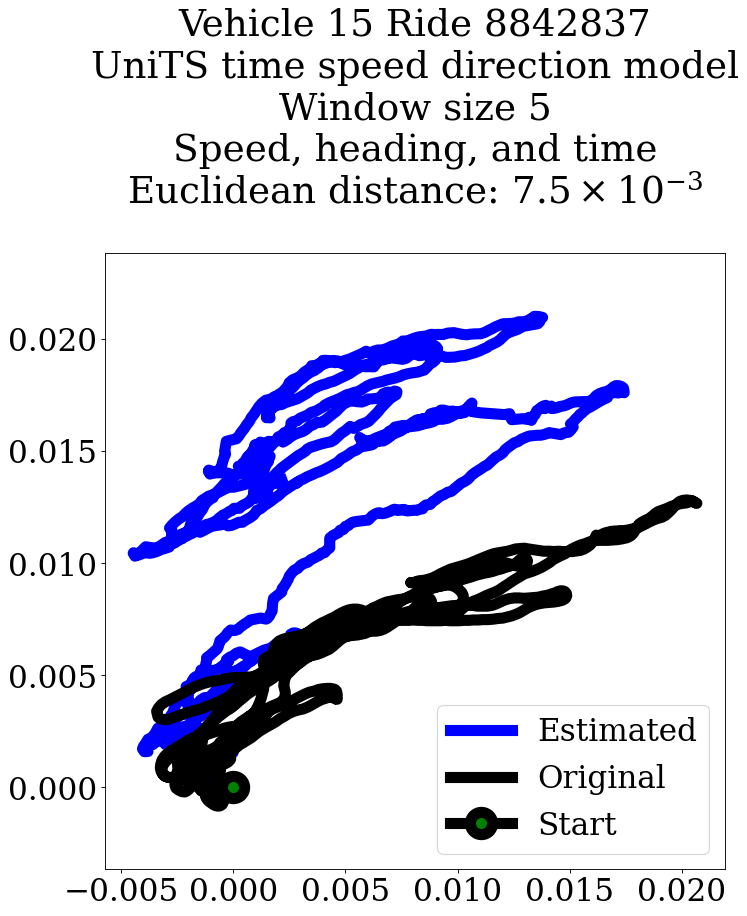 Vehicle 15 Ride 8842837
UniTS time speed direction model
Window size 5
Speed, heading, and time
Euclidean distance: $7.5 \times 10^{-3}$
0.020
0.015
0.010
0.005
0.000
Estimated
Original
Start
−0.005 0.000 0.005 0.010 0.015 0.020